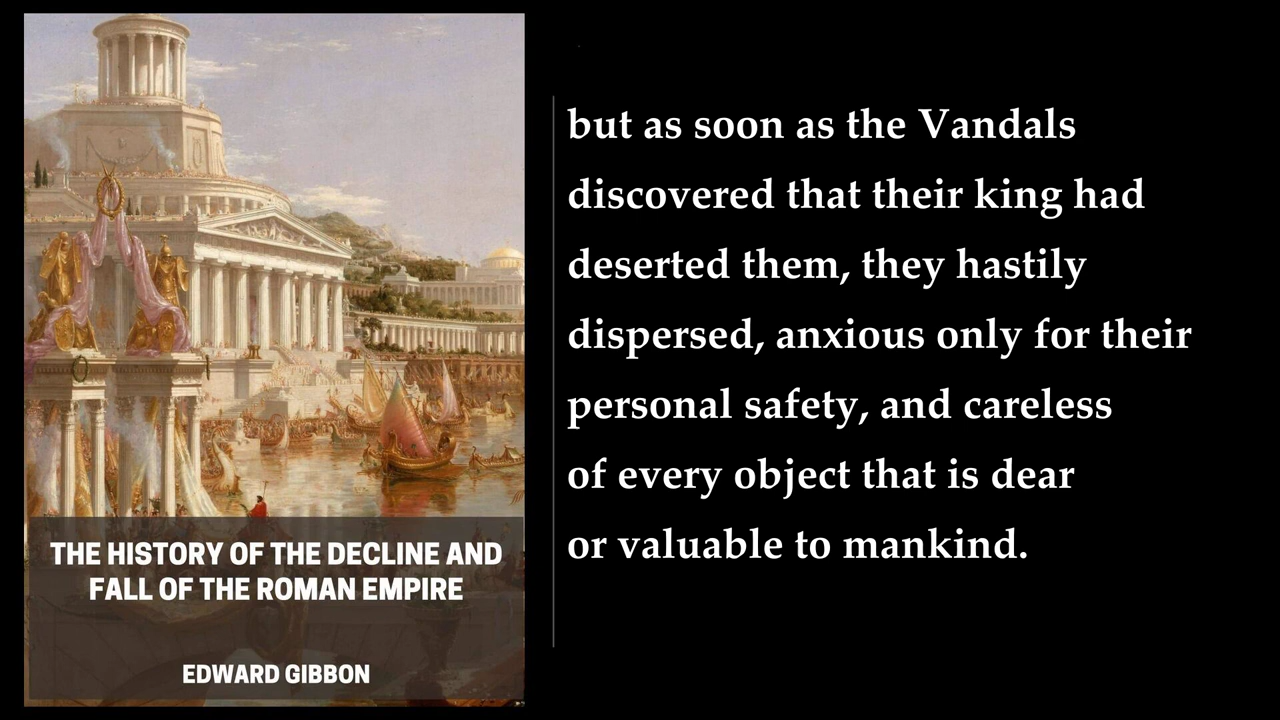 THE HISTORY OF THE DECLINE AND
FALL OF THE ROMAN EMPIRE
EDWARD GIBBON
but as soon as the Vandals
discovered that their king had
deserted them, they hastily
dispersed, anxious only for their
personal safety, and careless
of every object that is dear
or valuable to mankind.